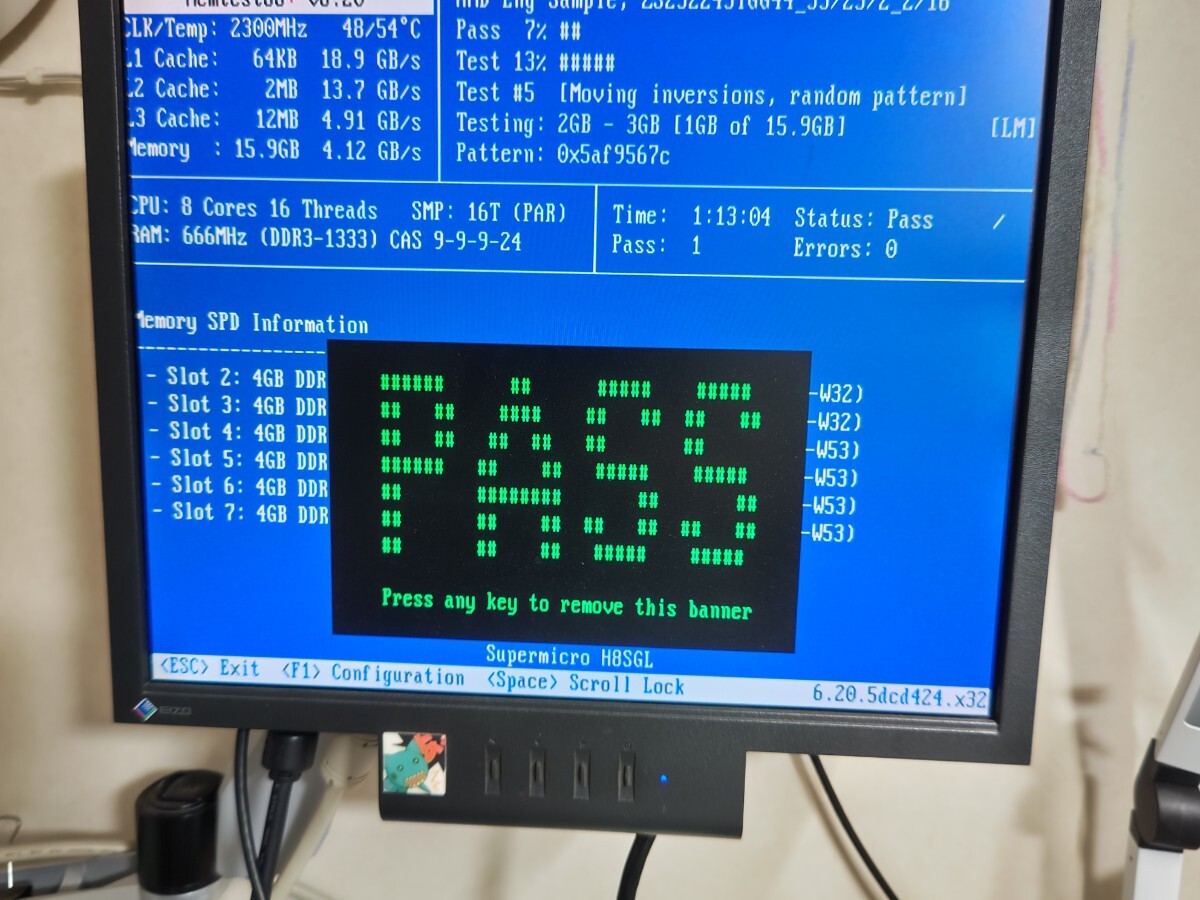 Memtest86+ v6.20
AMD Eng Sample,
CLK/Temp: 2300MHz 48/54°C
Pass 7% ##
L1 Cache: 64KB 18.9 GB/s
Test 13% #####
L2 Cache: 2MB 13.7 GB/s
Test #5 [Moving inversions, random pattern]
L3 Cache: 12MB 4.91 GB/s
Testing: 2GB - 3GB [1GB of 15.9GB] [LM]
Memory : 15.9GB 4.12 GB/s
Pattern: 0x5af9567c
CPU: 8 Cores 16 Threads SMP: 16T (PAR)
Time: 1:13:04 Status: Pass /
RAM: 666MHz (DDR3-1333) CAS 9-9-9-24
Pass: 1 Errors: 0
Memory SPD Information
- Slot 2: 4GB DDR -W32)
- Slot 3: 4GB DDR -W32)
- Slot 4: 4GB DDR -W53)
- Slot 5: 4GB DDR -W53)
- Slot 6: 4GB DDR -W53)
- Slot 7: 4GB DDR -W53)
PASS
Press any key to remove this banner
Supermicro H8SGL
<ESC> Exit <F1> Configuration <Space> Scroll Lock 6.20.5dcd424.x32
EIZO